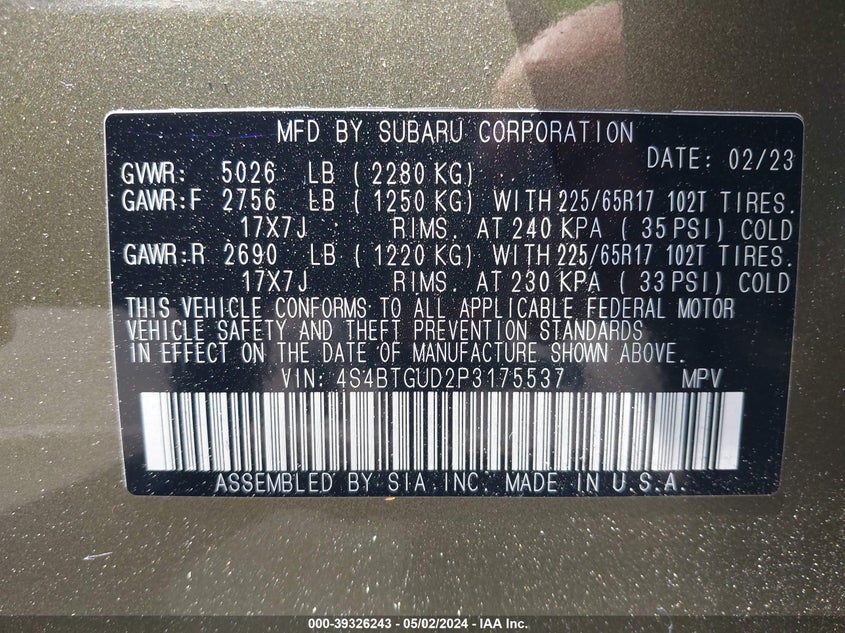 MFD BY SUBARU CORPORATION
DATE: 02/23
GVWR: 5026 LB ( 2280 KG)
GAWR:F 2756 LB ( 1250 KG) WITH 225/65R17 102T TIRES.
17X7J RIMS. AT 240 KPA ( 35 PSI) COLD
GAWR:R 2690 LB ( 1220 KG) WITH 225/65R17 102T TIRES.
17X7J RIMS. AT 230 KPA ( 33 PSI) COLD
THIS VEHICLE CONFORMS TO ALL APPLICABLE FEDERAL MOTOR
VEHICLE SAFETY AND THEFT PREVENTION STANDARDS
IN EFFECT ON THE DATE OF MANUFACTURE SHOWN ABOVE.
VIN: 4S4BTGUD2P3175537 MPV
ASSEMBLED BY SIA INC. MADE IN U.S.A.
000-39326243 - 05/02/2024 - IAA Inc.